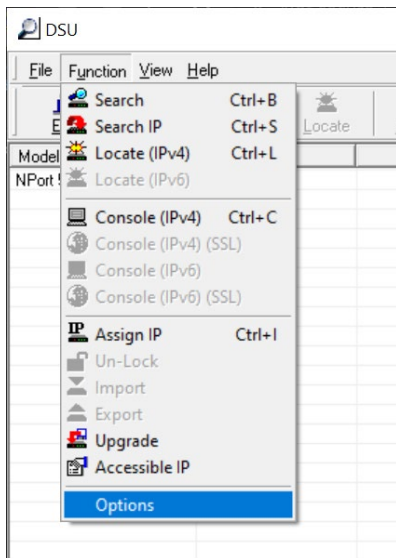 DSU
File Function View Help
Search Ctrl+B
Search IP Ctrl+S
Locate (IPv4) Ctrl+L
Locate (IPv6)
Console (IPv4) Ctrl+C
Console (IPv4) (SSL)
Console (IPv6)
Console (IPv6) (SSL)
Assign IP Ctrl+I
Un-Lock
Import
Export
Upgrade
Accessible IP
Options
Locate
Model
NPort